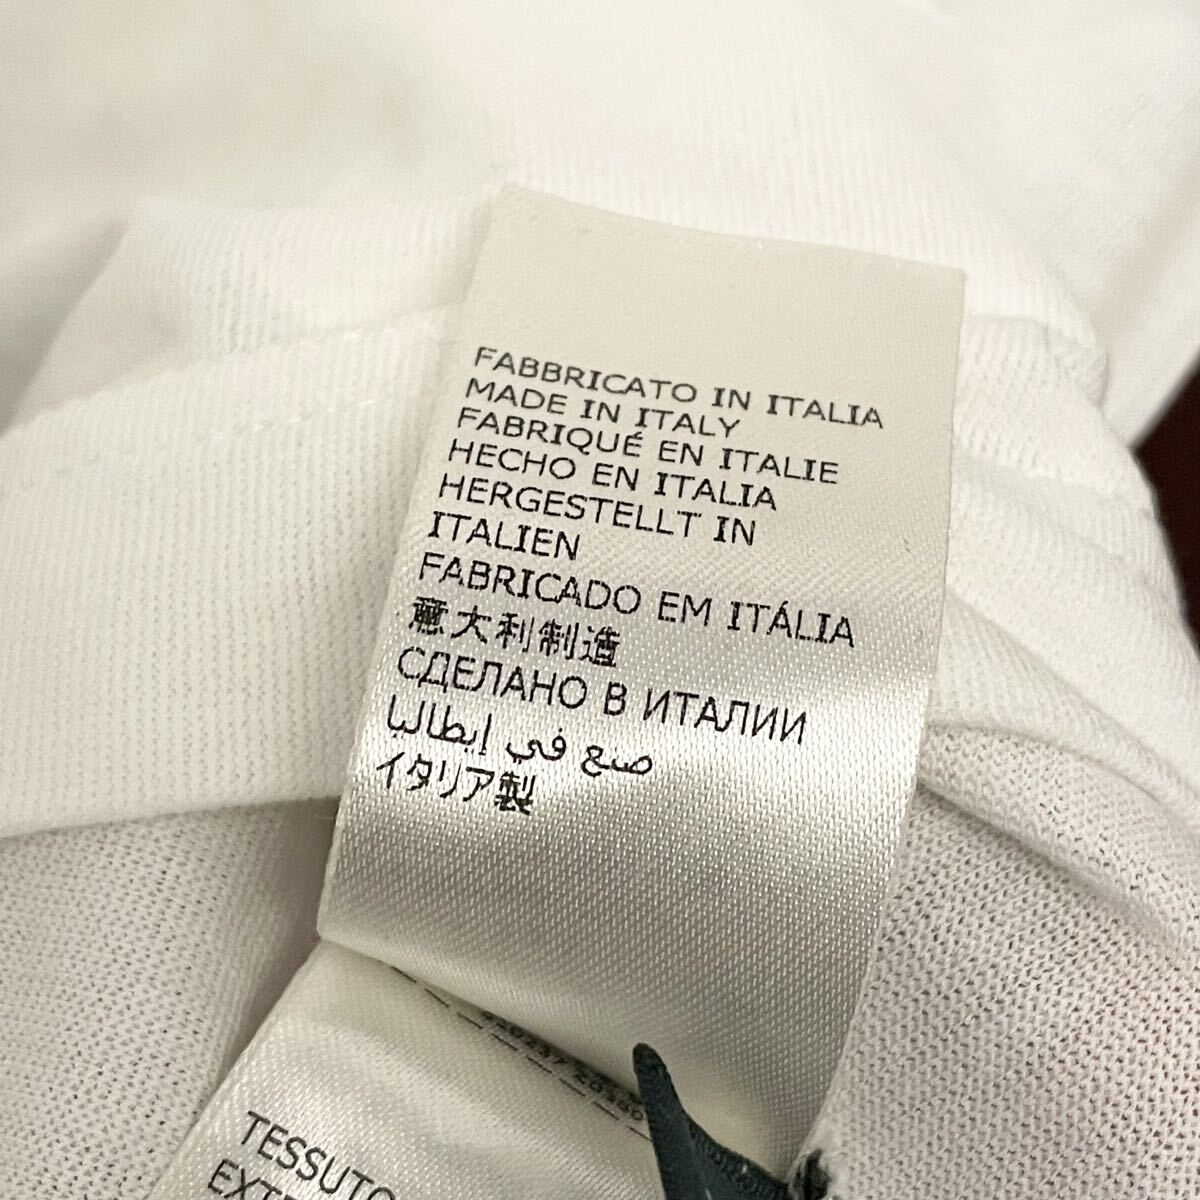 FABBRICATO IN ITALIA
MADE IN ITALY
FABRIQUÉ EN ITALIE
HECHO EN ITALIA
HERGESTELLT IN
ITALIEN
FABRICADO EM ITÁLIA
意大利制造
СДЕЛАНО В ИТАЛИИ
صنع في إيطاليا
イタリア製
TESSUTO